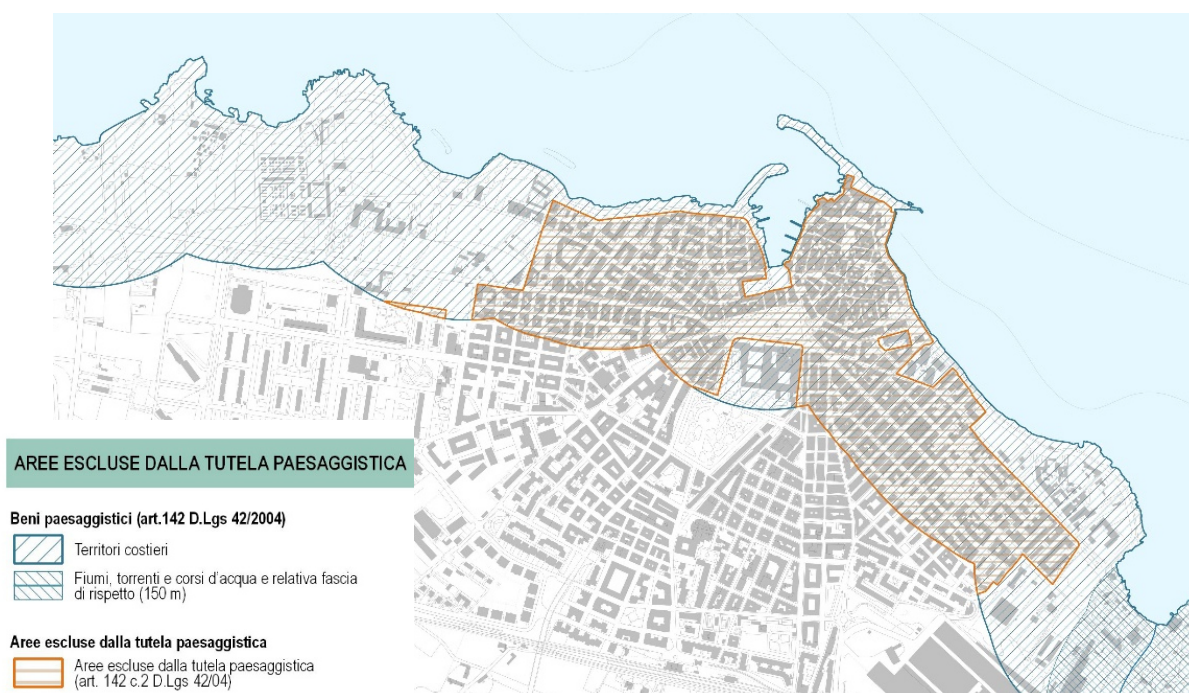 AREE ESCLUSE DALLA TUTELA PAESAGGISTICA
Beni paesaggistici (art.142 D.Lgs 42/2004)
Territori costieri
Fiumi, torrenti e corsi d'acqua e relativa fascia
di rispetto (150 m)
Aree escluse dalla tutela paesaggistica
Aree escluse dalla tutela paesaggistica
(art. 142 c.2 D.Lgs 42/04)